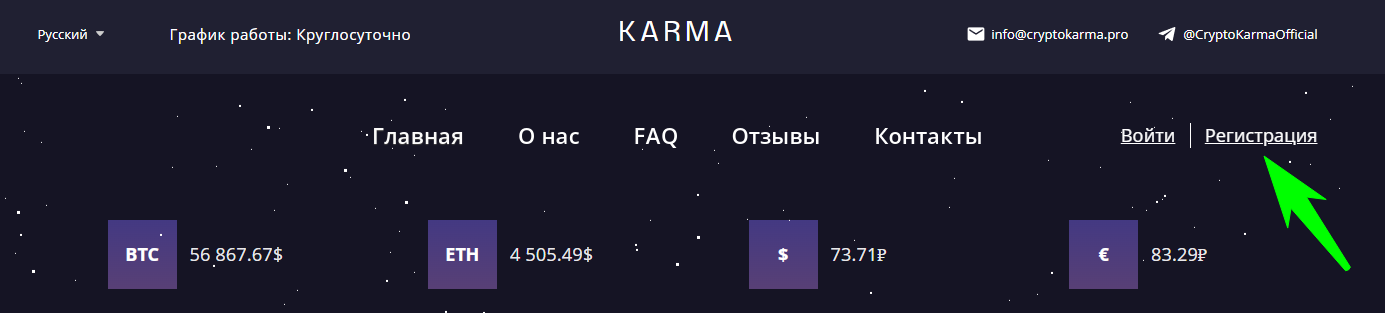 Русский График работы: Круглосуточно KARMA info@cryptokarma.pro @CryptoKarmaOfficial
Главная О нас FAQ Отзывы Контакты Войти Регистрация
BTC 56 867.67$ ETH 4 505.49$ $ 73.71₽ € 83.29₽